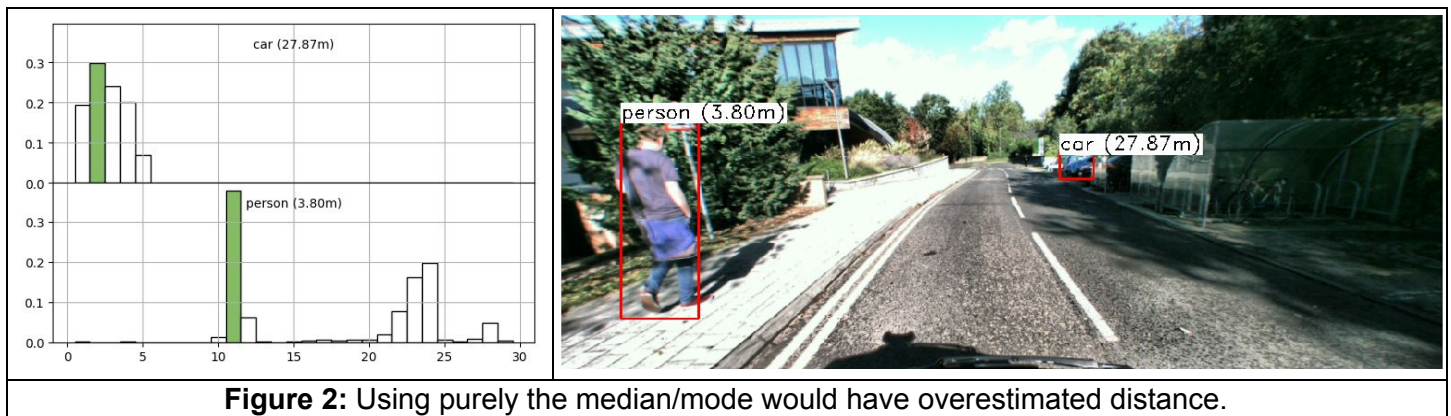 car (27.87m)
0.3
0.2
0.1
0.0
person (3.80m)
0.3
0.2
0.1
0.0
0 5 10 15 20 25 30
person (3.80m)
car (27.87m)
Figure 2: Using purely the median/mode would have overestimated distance.